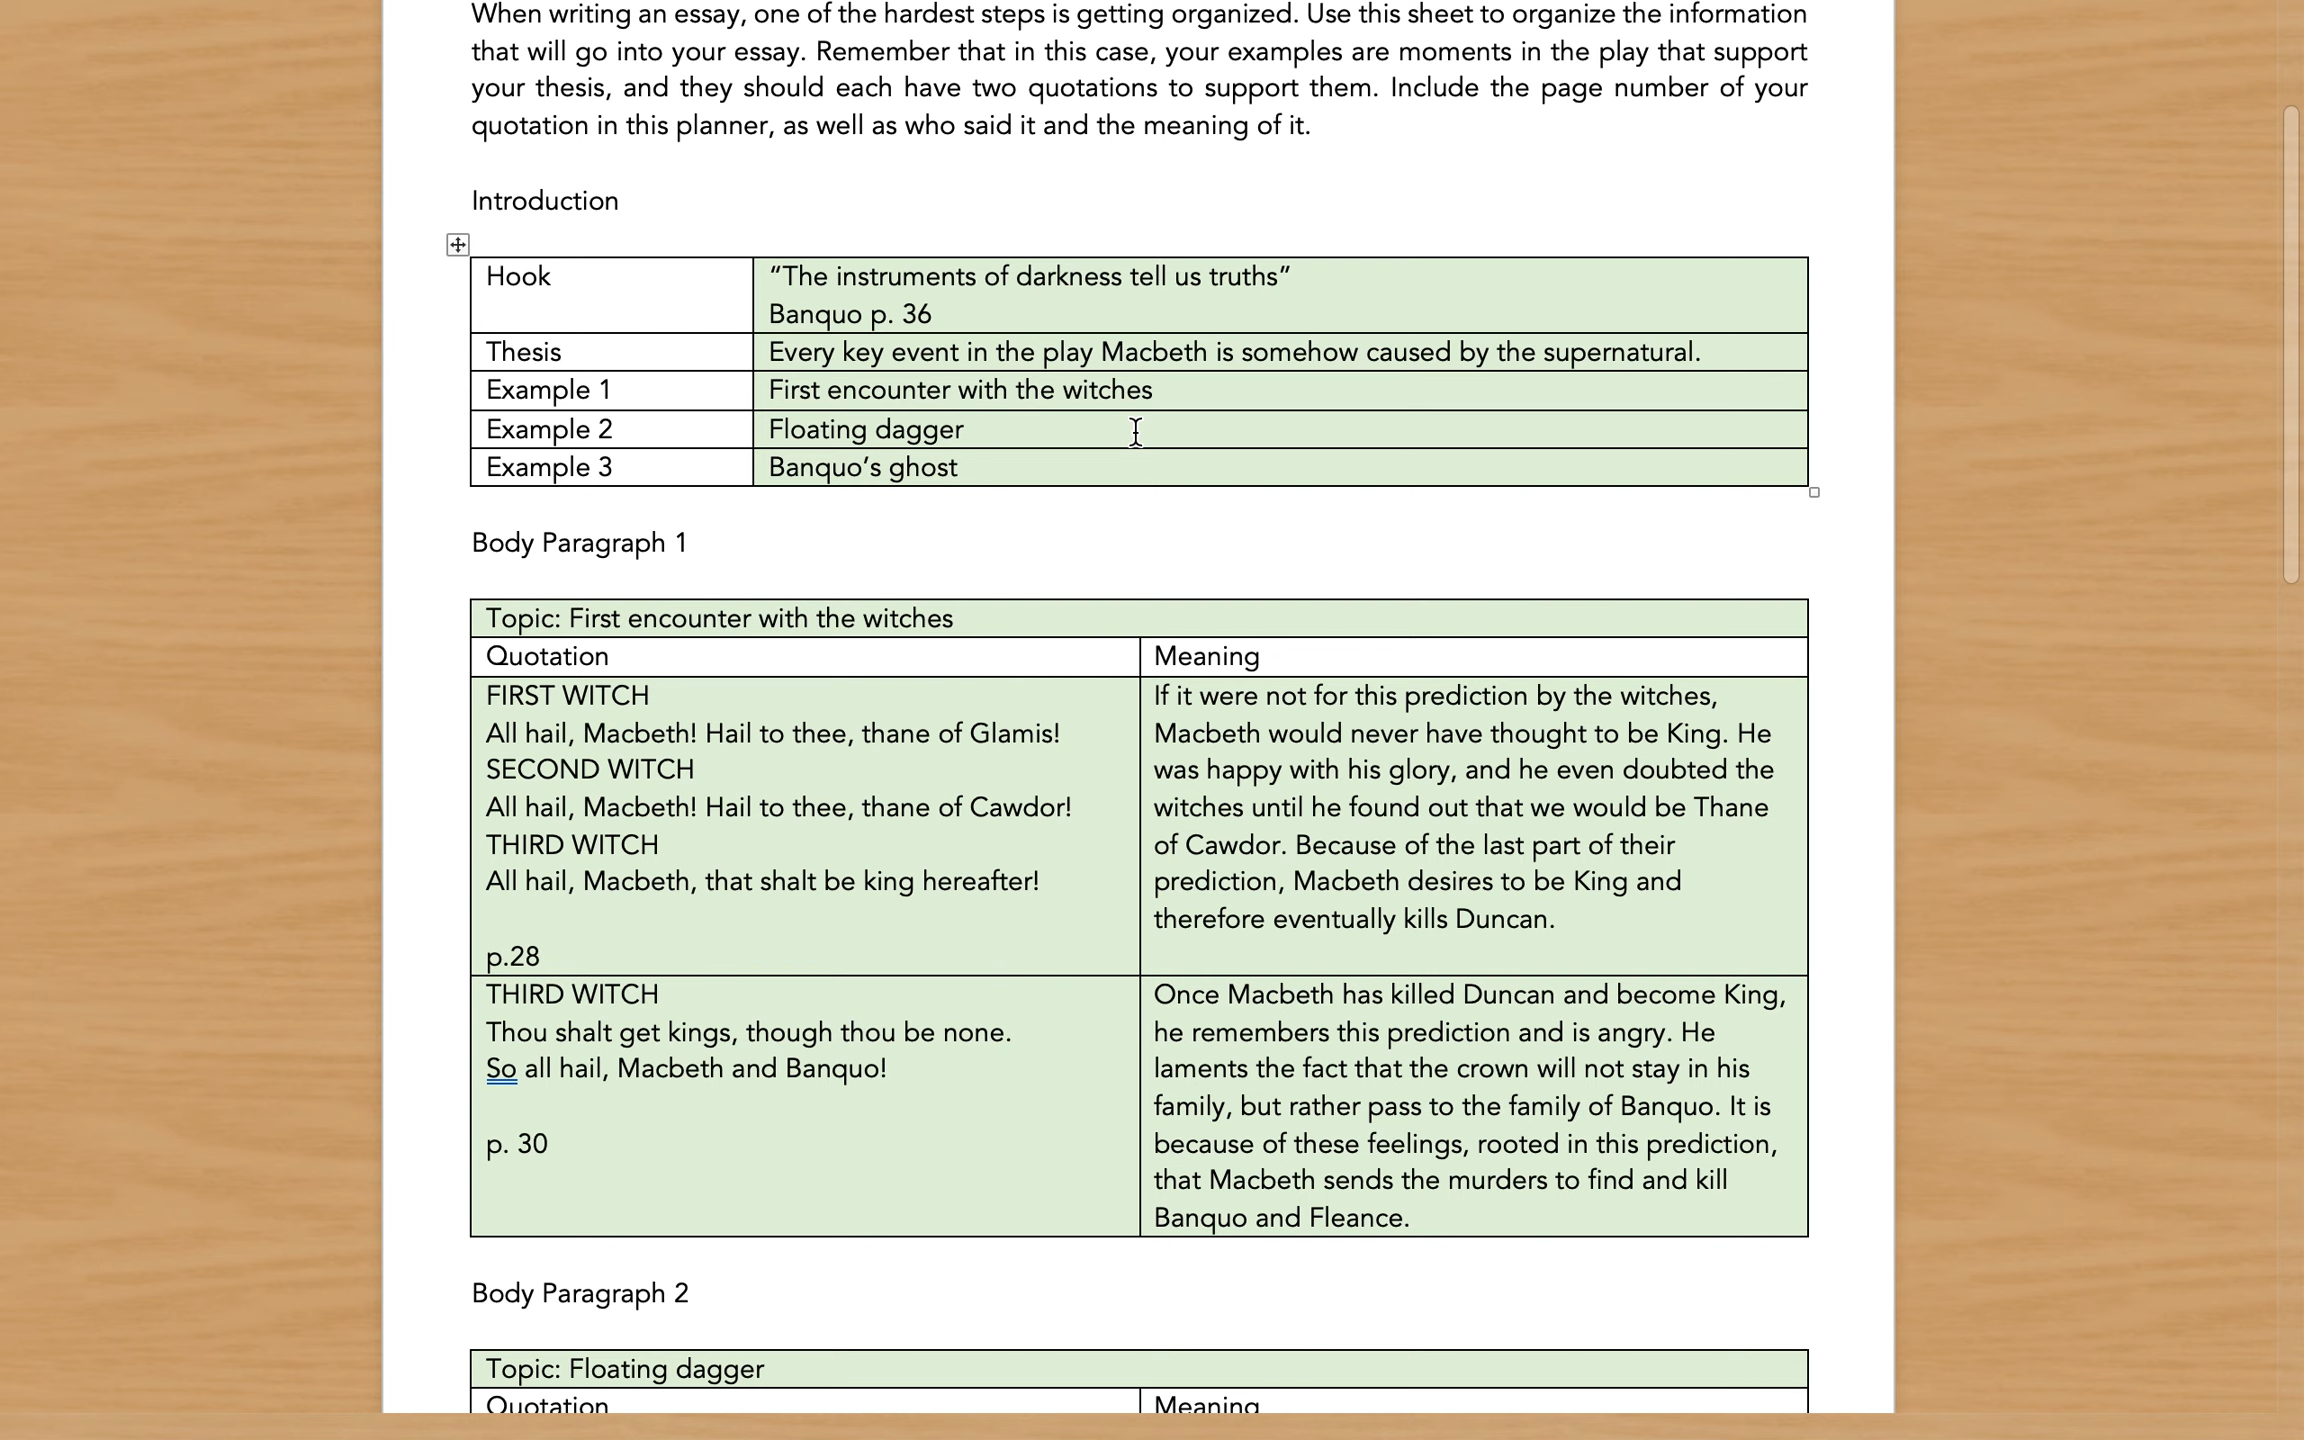 When writing an essay, one of the hardest steps is getting organized. Use this sheet to organize the information
that will go into your essay. Remember that in this case, your examples are moments in the play that support
your thesis, and they should each have two quotations to support them. Include the page number of your
quotation in this planner, as well as who said it and the meaning of it.
Introduction
Hook
“The instruments of darkness tell us truths”
Banquo p. 36
Thesis
Every key event in the play Macbeth is somehow caused by the supernatural.
Example 1
First encounter with the witches
Example 2
Floating dagger
Example 3
Banquo’s ghost
Body Paragraph 1
Topic: First encounter with the witches
Quotation
Meaning
FIRST WITCH
All hail, Macbeth! Hail to thee, thane of Glamis!
SECOND WITCH
All hail, Macbeth! Hail to thee, thane of Cawdor!
THIRD WITCH
All hail, Macbeth, that shalt be king hereafter!
p.28
If it were not for this prediction by the witches,
Macbeth would never have thought to be King. He
was happy with his glory, and he even doubted the
witches until he found out that we would be Thane
of Cawdor. Because of the last part of their
prediction, Macbeth desires to be King and
therefore eventually kills Duncan.
THIRD WITCH
Thou shalt get kings, though thou be none.
So all hail, Macbeth and Banquo!
p. 30
Once Macbeth has killed Duncan and become King,
he remembers this prediction and is angry. He
laments the fact that the crown will not stay in his
family, but rather pass to the family of Banquo. It is
because of these feelings, rooted in this prediction,
that Macbeth sends the murders to find and kill
Banquo and Fleance.
Body Paragraph 2
Topic: Floating dagger
Quotation
Meaning